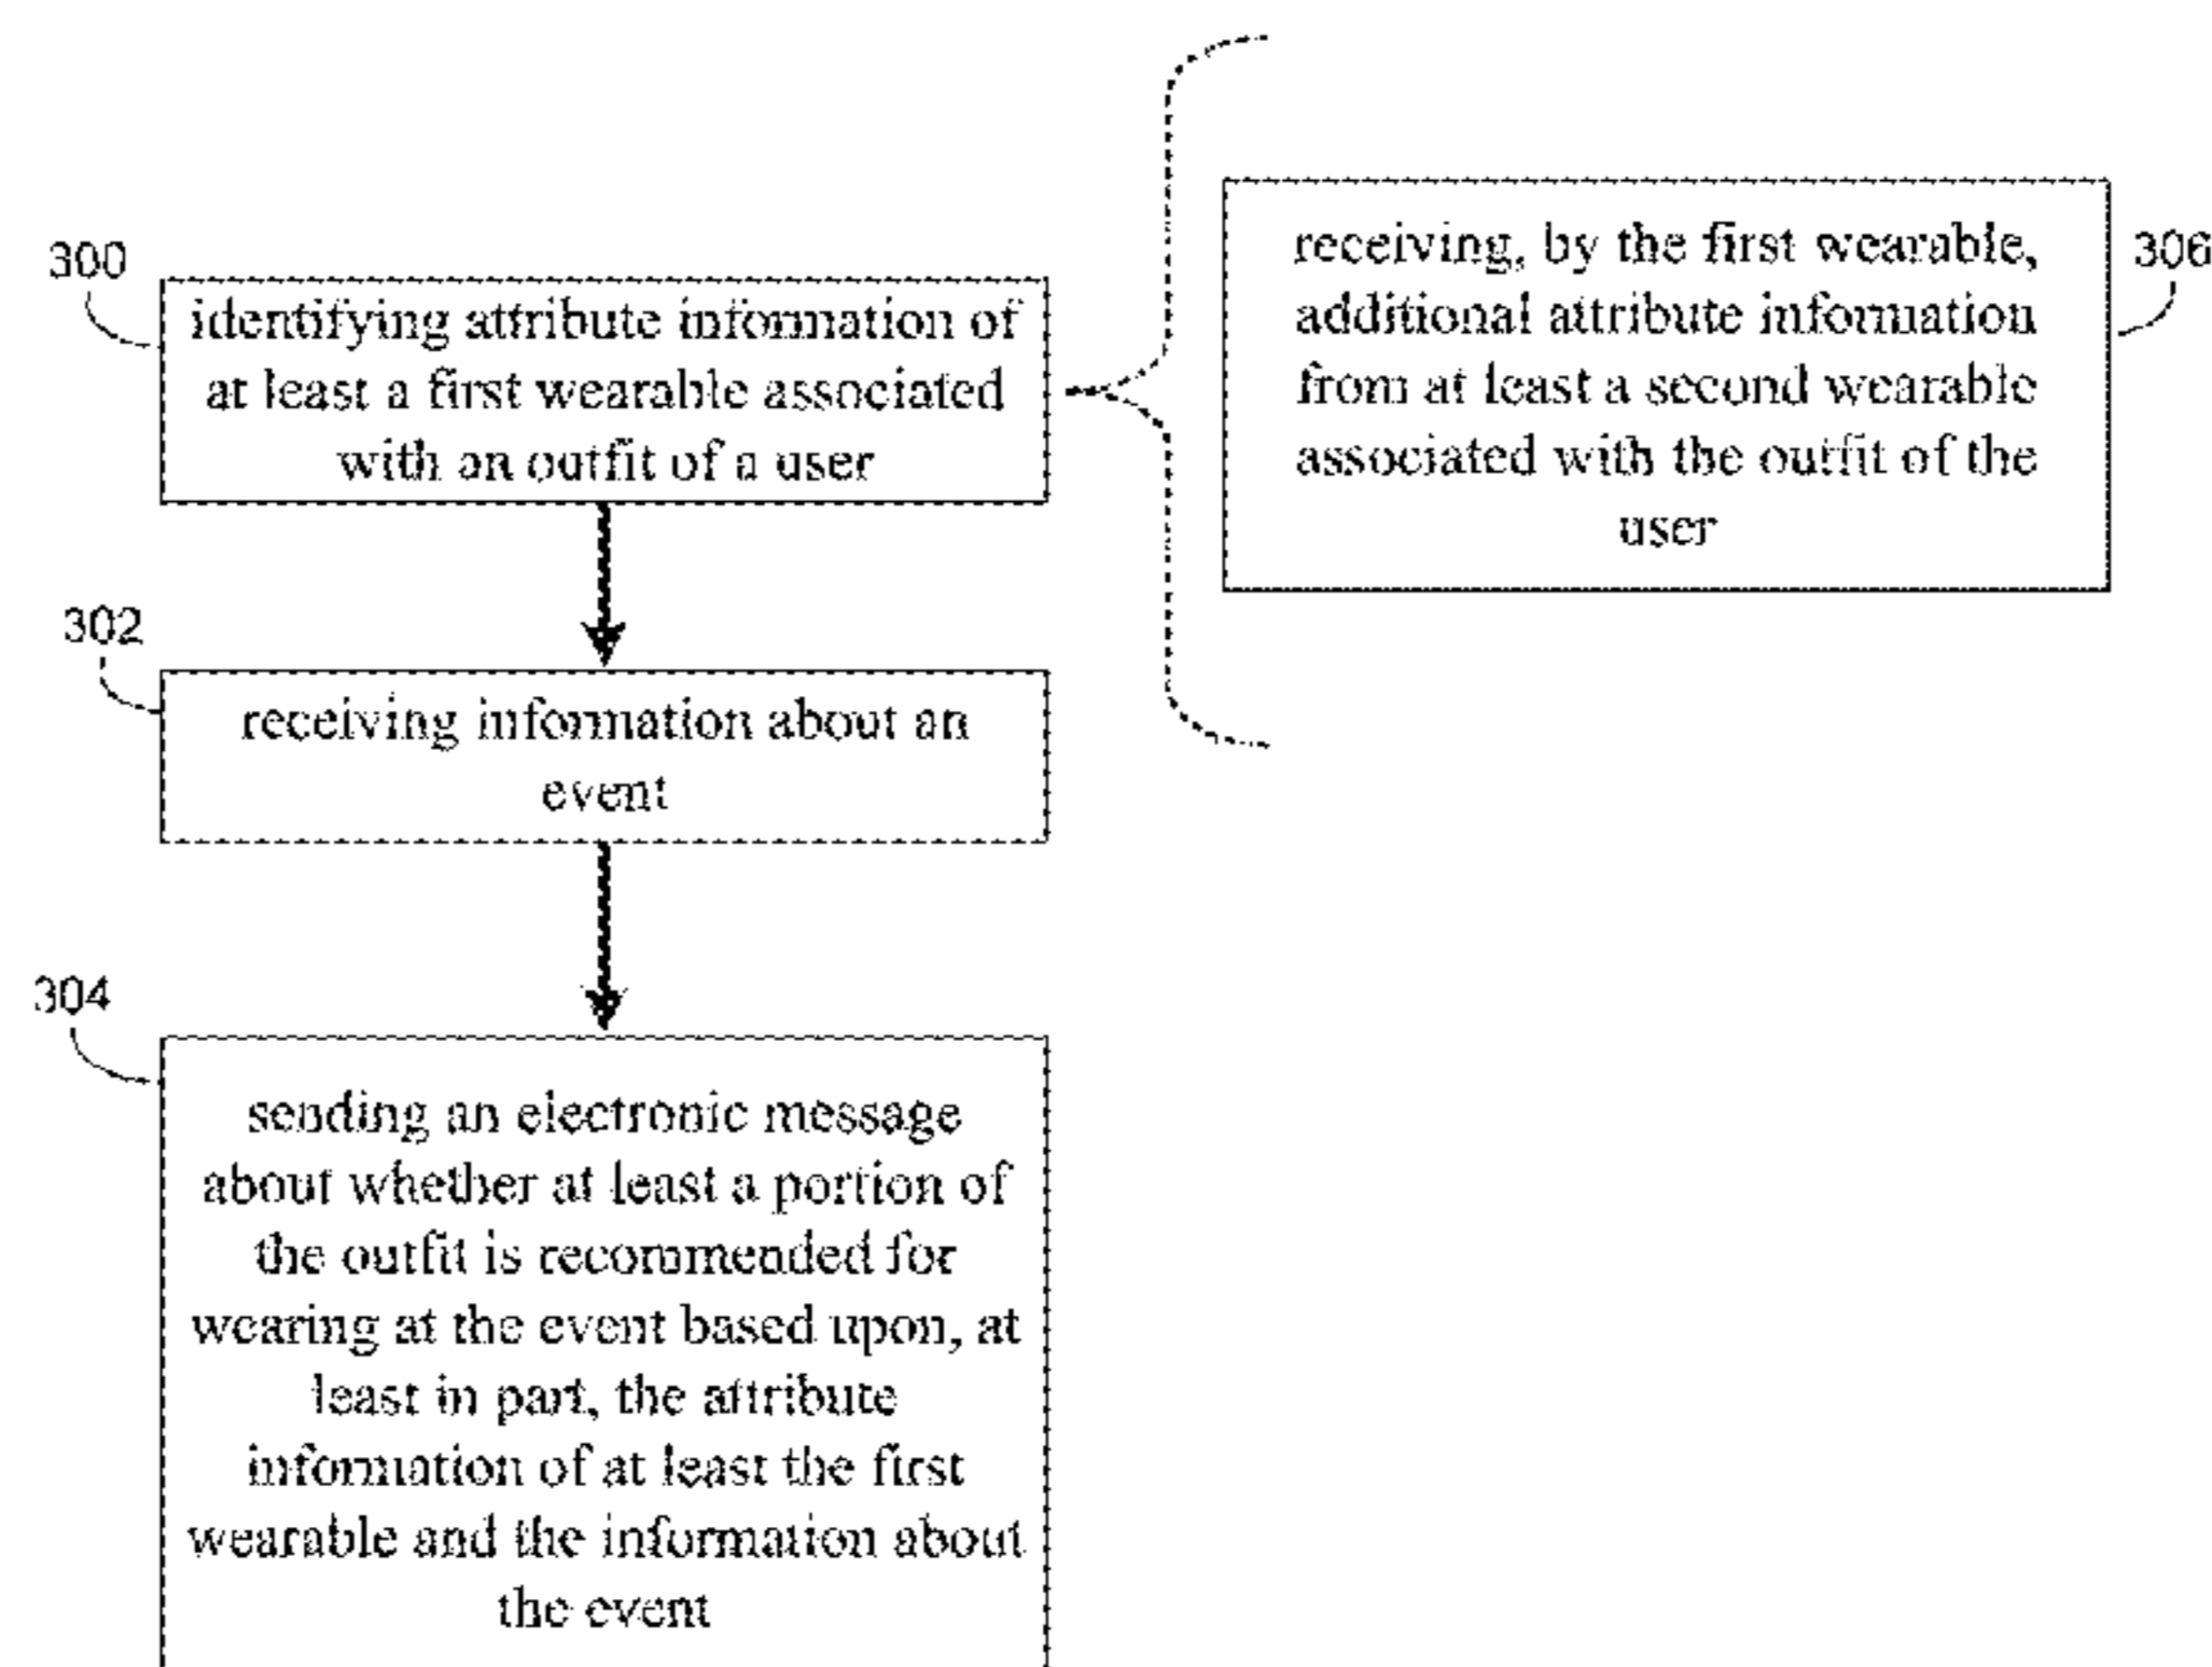 300
identifying attribute information of
at least a first wearable associated
with an outfit of a user
306
receiving, by the first wearable,
additional attribute information
from at least a second wearable
associated with the outfit of the
user
302
receiving information about an
event
304
sending an electronic message
about whether at least a portion of
the outfit is recommended for
wearing at the event based upon, at
least in part, the attribute
information of at least the first
wearable and the information about
the event